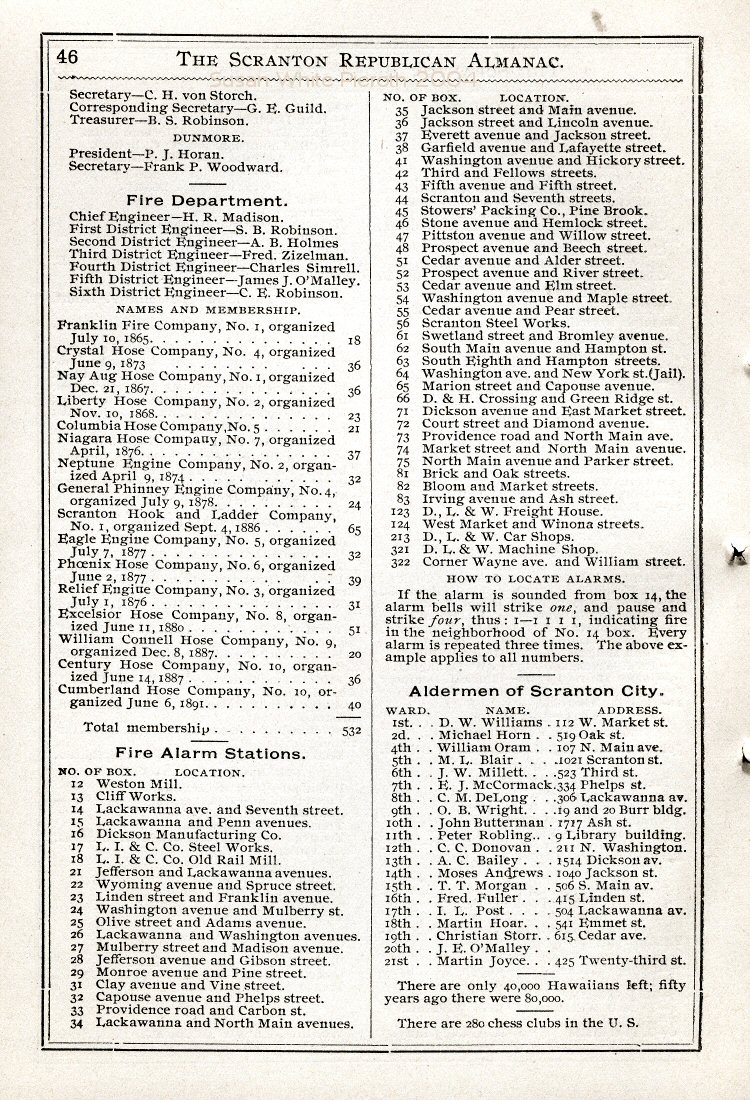 46
THE SCRANTON REPUBLICAN ALMANAC.
Susan White Pieroth 2004
Secretary—C. H. von Storch.
Corresponding Secretary—G. E. Guild.
Treasurer—B. S. Robinson.
DUNMORE.
President—P. J. Horan.
Secretary—Frank P. Woodward.
Fire Department.
Chief Engineer—H. R. Madison.
First District Engineer—S. B. Robinson.
Second District Engineer—A. B. Holmes
Third District Engineer—Fred. Zizelman.
Fourth District Engineer—Charles Simrell.
Fifth District Engineer—James J. O'Malley.
Sixth District Engineer—C. E. Robinson.
NAMES AND MEMBERSHIP.
Franklin Fire Company, No. 1, organized
July 10, 1865. . . . . . . . . . . . . . . 18
Crystal Hose Company, No. 4, organized
June 9, 1873 . . . . . . . . . . . . . . . 36
Nay Aug Hose Company, No. 1, organized
Dec. 21, 1867. . . . . . . . . . . . . . . 36
Liberty Hose Company, No. 2, organized
Nov. 10, 1868. . . . . . . . . . . . . . . 23
Columbia Hose Company, No. 5 . . . . . . . 21
Niagara Hose Company, No. 7, organized
April, 1876. . . . . . . . . . . . . . . . 37
Neptune Engine Company, No. 2, organ-
ized April 9, 1874 . . . . . . . . . . . . 32
General Phinney Engine Company, No. 4,
organized July 9, 1878. . . . . . . . . . 24
Scranton Hook and Ladder Company,
No. 1, organized Sept. 4, 1886 . . . . . . 65
Eagle Engine Company, No. 5, organized
July 7, 1877 . . . . . . . . . . . . . . . 32
Phœnix Hose Company, No. 6, organized
June 2, 1877 . . . . . . . . . . . . . . . 39
Relief Engine Company, No. 3, organized
July 1, 1876 . . . . . . . . . . . . . . . 31
Excelsior Hose Company, No. 8, organ-
ized June 11, 1880 . . . . . . . . . . . . 51
William Connell Hose Company, No. 9,
organized Dec. 8, 1887. . . . . . . . . . 20
Century Hose Company, No. 10, organ-
ized June 14, 1887 . . . . . . . . . . . . 36
Cumberland Hose Company, No. 10, or-
ganized June 6, 1891. . . . . . . . . . . 40
Total membership . . . . . . . . . . 532
Fire Alarm Stations.
NO. OF BOX. LOCATION.
12 Weston Mill.
13 Cliff Works.
14 Lackawanna ave. and Seventh street.
15 Lackawanna and Penn avenues.
16 Dickson Manufacturing Co.
17 L. I. & C. Co. Steel Works.
18 L. I. & C. Co. Old Rail Mill.
21 Jefferson and Lackawanna avenues.
22 Wyoming avenue and Spruce street.
23 Linden street and Franklin avenue.
24 Washington avenue and Mulberry st.
25 Olive street and Adams avenue.
26 Lackawanna and Washington avenues.
27 Mulberry street and Madison avenue.
28 Jefferson avenue and Gibson street.
29 Monroe avenue and Pine street.
31 Clay avenue and Vine street.
32 Capouse avenue and Phelps street.
33 Providence road and Carbon st.
34 Lackawanna and North Main avenues.
NO. OF BOX. LOCATION.
35 Jackson street and Main avenue.
36 Jackson street and Lincoln avenue.
37 Everett avenue and Jackson street.
38 Garfield avenue and Lafayette street.
41 Washington avenue and Hickory street.
42 Third and Fellows streets.
43 Fifth avenue and Fifth street.
44 Scranton and Seventh streets.
45 Stowers' Packing Co., Pine Brook.
46 Stone avenue and Hemlock street.
47 Pittston avenue and Willow street.
48 Prospect avenue and Beech street.
51 Cedar avenue and Alder street.
52 Prospect avenue and River street.
53 Cedar avenue and Elm street.
54 Washington avenue and Maple street.
55 Cedar avenue and Pear street.
56 Scranton Steel Works.
61 Swetland street and Bromley avenue.
62 South Main avenue and Hampton st.
63 South Eighth and Hampton streets.
64 Washington ave. and New York st. (Jail).
65 Marion street and Capouse avenue.
66 D. & H. Crossing and Green Ridge st.
71 Dickson avenue and East Market street.
72 Court street and Diamond avenue.
73 Providence road and North Main ave.
74 Market street and North Main avenue.
75 North Main avenue and Parker street.
81 Brick and Oak streets.
82 Bloom and Market streets.
83 Irving avenue and Ash street.
123 D., L. & W. Freight House.
124 West Market and Winona streets.
213 D., L. & W. Car Shops.
321 D. L. & W. Machine Shop.
322 Corner Wayne ave. and William street.
HOW TO LOCATE ALARMS.
If the alarm is sounded from box 14, the
alarm bells will strike one, and pause and
strike four, thus: 1—1 1 1 1, indicating fire
in the neighborhood of No. 14 box. Every
alarm is repeated three times. The above ex-
ample applies to all numbers.
Aldermen of Scranton City.
WARD. NAME. ADDRESS.
1st. . . D. W. Williams . 112 W. Market st.
2d. . . Michael Horn . . 519 Oak st.
4th . . William Oram . . 107 N. Main ave.
5th . . M. L. Blair . . . .1021 Scranton st.
6th . . J. W. Millett. . . .523 Third st.
7th . . E. J. McCormack.334 Phelps st.
8th . . C. M. DeLong . . .306 Lackawanna av.
9th . . O. B. Wright. . . .19 and 20 Burr bldg.
10th . . John Butterman . 1717 Ash st.
11th . . Peter Robling. . 9 Library building.
12th . . C. C. Donovan . . 211 N. Washington.
13th . . A. C. Bailey . . . 1514 Dickson av.
14th . . Moses Andrews . 1040 Jackson st.
15th . . T. T. Morgan . . 506 S. Main av.
16th . . Fred. Fuller . . . 415 Linden st.
17th . . I. L. Post . . . . 504 Lackawanna av.
18th . . Martin Hoar. . . 541 Emmet st.
19th . . Christian Storr. . 615 Cedar ave.
20th . . J. E. O'Malley . .
21st . . Martin Joyce. . . 425 Twenty-third st.
There are only 40,000 Hawaiians left; fifty
years ago there were 80,000.
There are 280 chess clubs in the U. S.